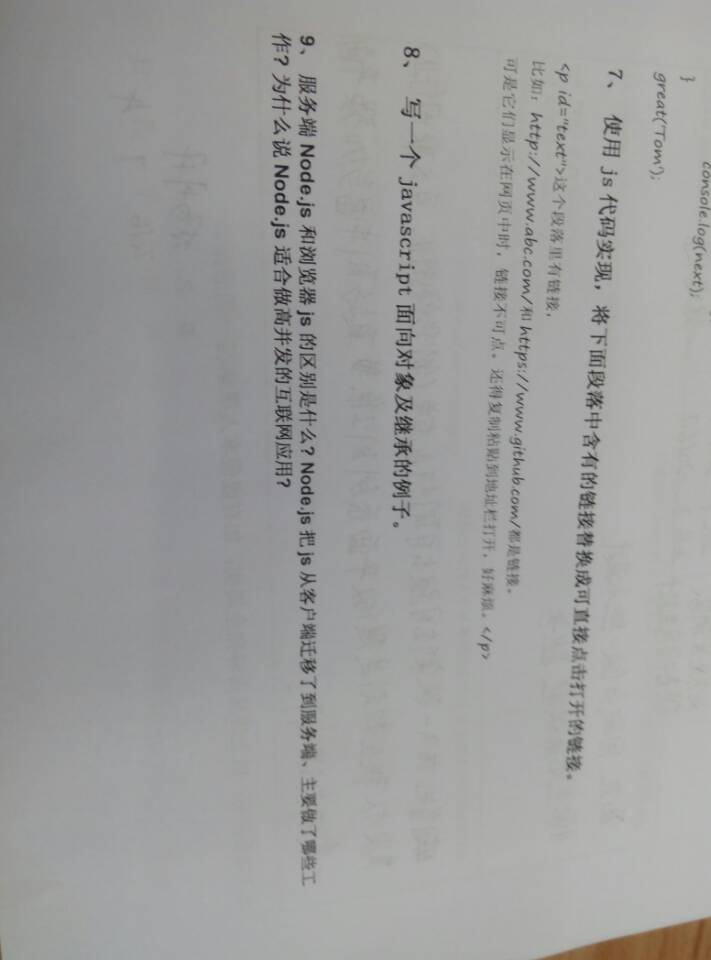 console.log(next);
}
great('Tom');
7、 使用 js 代码实现，将下面段落中含有的链接替换成可直接点击打开的链接。
<p id="text">这个段落里有链接，
比如：http://www.abc.com/和 https://www.github.com/都是链接。
可是它们显示在网页中时，链接不可点。还得复制粘贴到地址栏打开，好麻烦。</p>
8、 写一个 javascript 面向对象及继承的例子。
9、 服务端 Node.js 和浏览器 js 的区别是什么? Node.js 把 js 从客户端迁移了到服务端、主要做了哪些工
作? 为什么说 Node.js 适合做高并发的互联网应用?